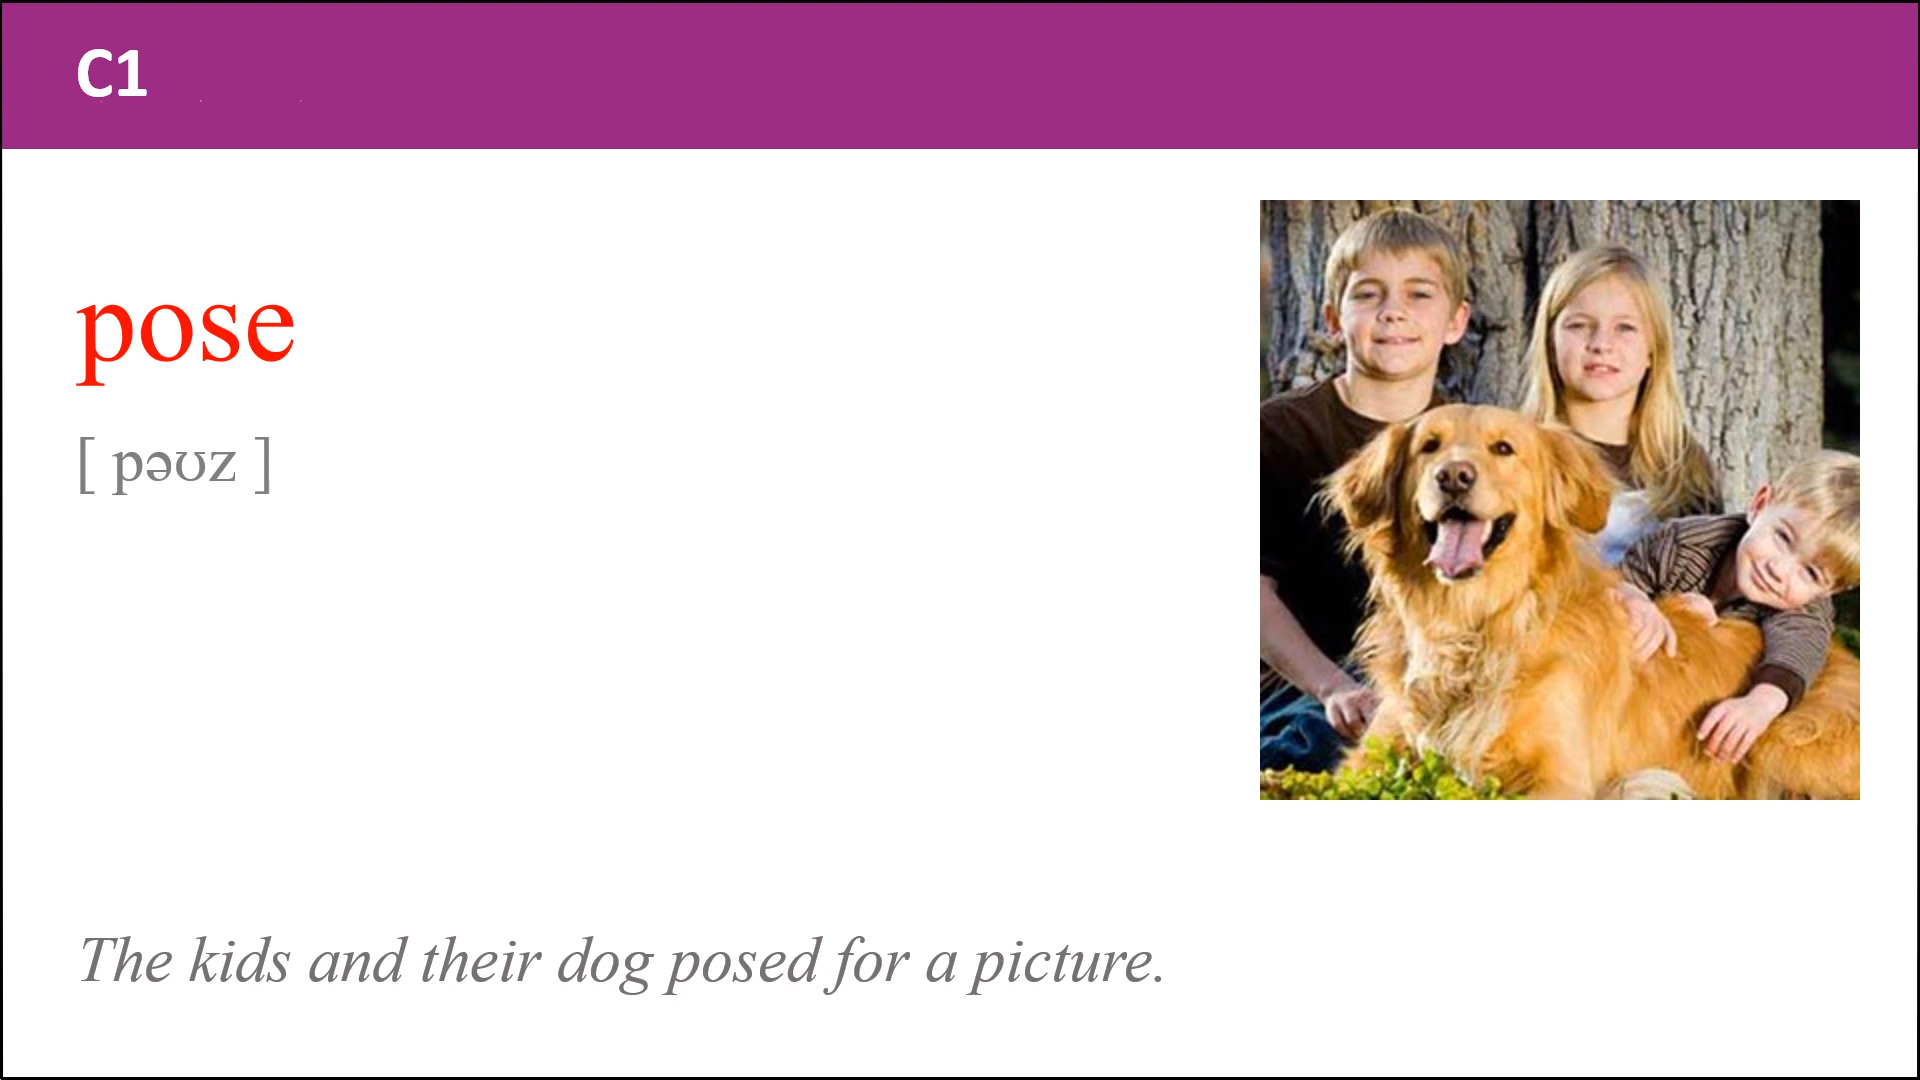 C1
pose
[ pəʊz ]
The kids and their dog posed for a picture.